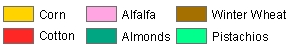 Corn Alfalfa Winter Wheat
Cotton Almonds Pistachios